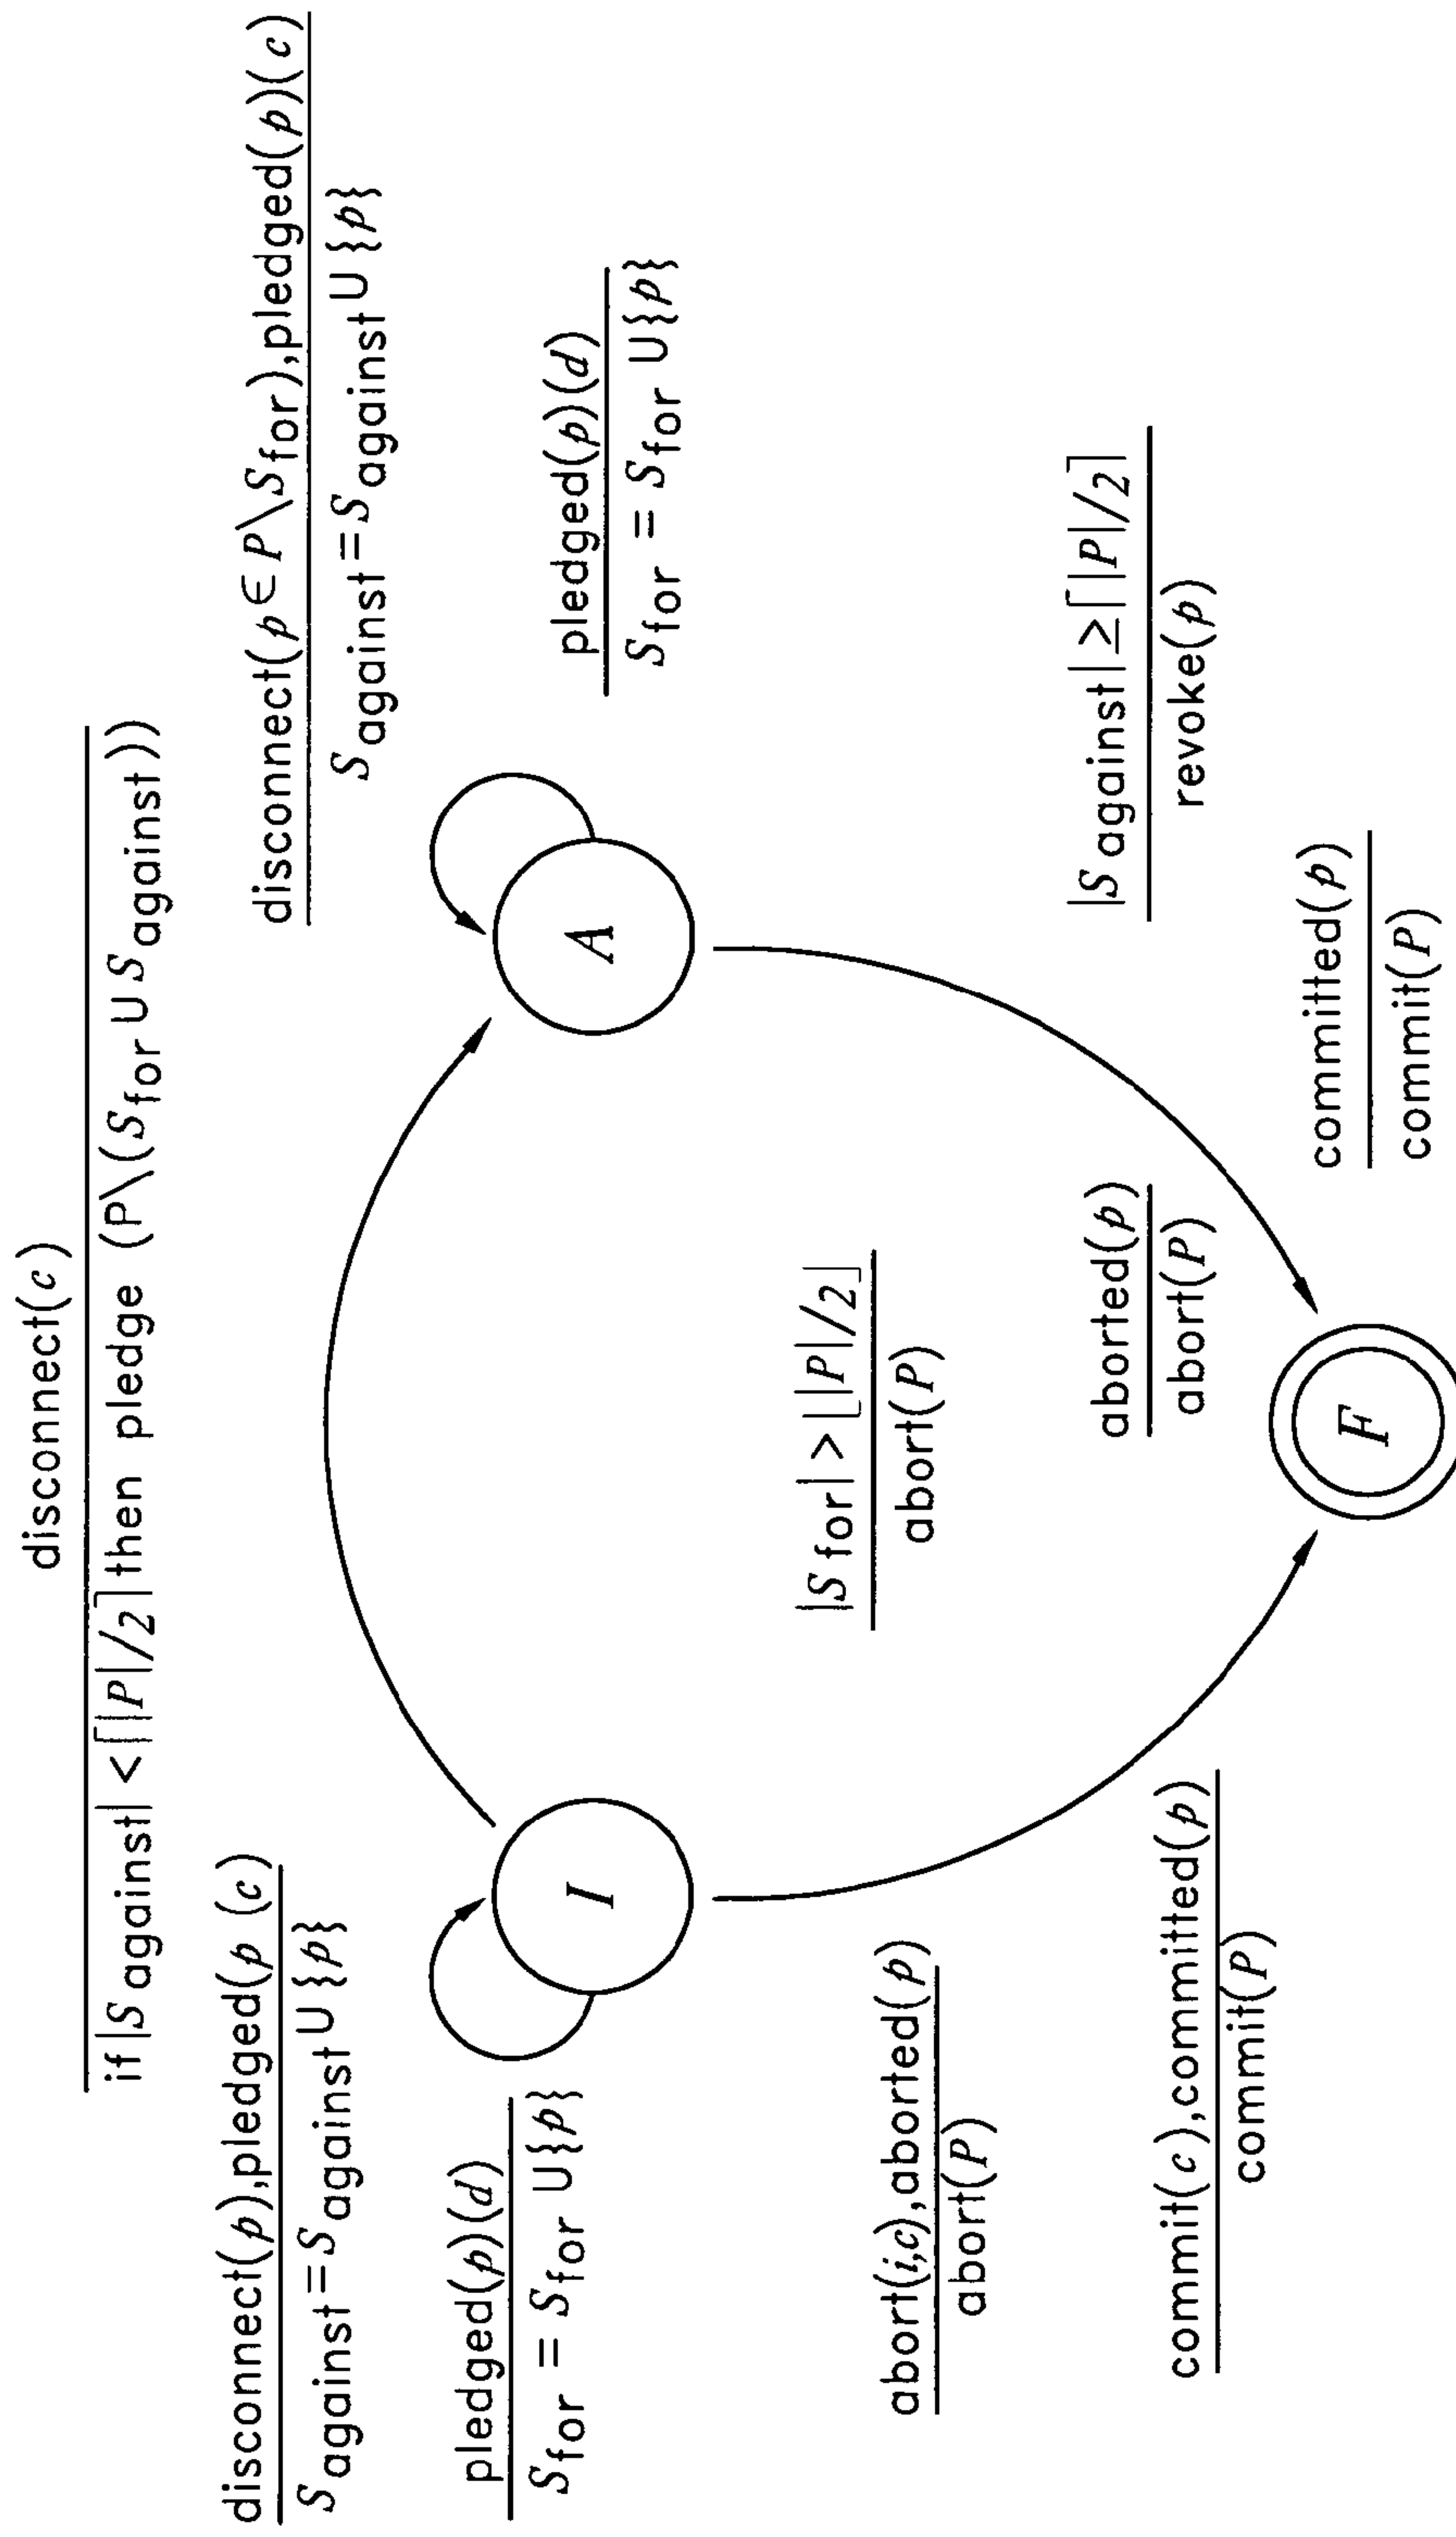 disconnect(c)
if |S against| < ⌈|P|/2⌉ then pledge (P\(S for U S against))
disconnect(p),pledged(p (c)
S against = S against U {p}
pledged(p)(d)
S for = S for U {p}
I
abort(i,c),aborted(p)
abort(P)
commit(c),committed(p)
commit(P)
disconnect(p ∈ P\S for),pledged(p)(c)
S against = S against U {p}
pledged(p)(d)
S for = S for U {p}
A
|S for| > ⌊|P|/2⌋
abort(P)
|S against| ≥ ⌈|P|/2⌉
revoke(p)
aborted(p)
abort(P)
committed(p)
commit(P)
F